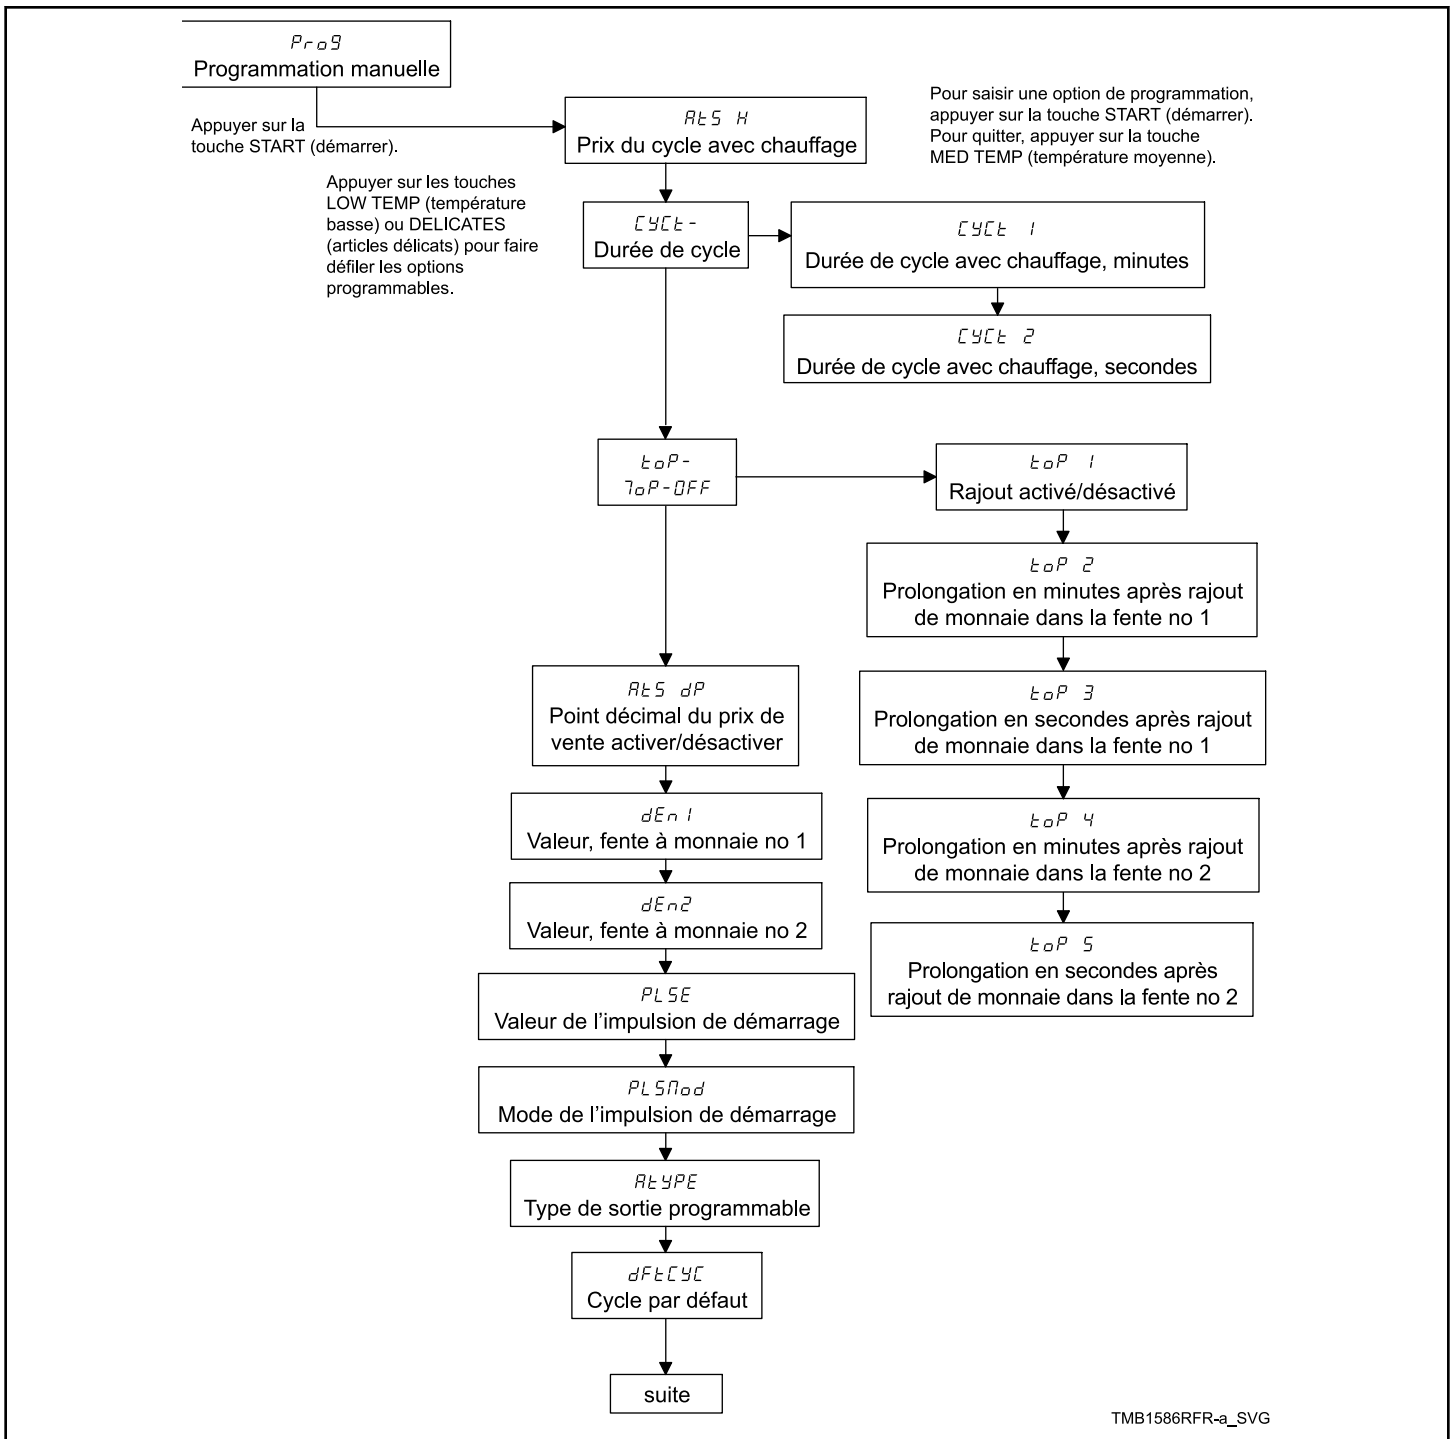 Prog
Programmation manuelle
Appuyer sur la
touche START (démarrer).
AtS H
Prix du cycle avec chauffage
Pour saisir une option de programmation,
appuyer sur la touche START (démarrer).
Pour quitter, appuyer sur la touche
MED TEMP (température moyenne).
Appuyer sur les touches
LOW TEMP (température
basse) ou DELICATES
(articles délicats) pour faire
défiler les options
programmables.
CYCt-
Durée de cycle
CYCt 1
Durée de cycle avec chauffage, minutes
CYCt 2
Durée de cycle avec chauffage, secondes
toP-
ToP-OFF
toP 1
Rajout activé/désactivé
toP 2
Prolongation en minutes après rajout
de monnaie dans la fente no 1
toP 3
Prolongation en secondes après rajout
de monnaie dans la fente no 1
toP 4
Prolongation en minutes après rajout
de monnaie dans la fente no 2
toP 5
Prolongation en secondes après
rajout de monnaie dans la fente no 2
AtS dP
Point décimal du prix de
vente activer/désactiver
dEn1
Valeur, fente à monnaie no 1
dEn2
Valeur, fente à monnaie no 2
PLSE
Valeur de l’impulsion de démarrage
PLSMod
Mode de l’impulsion de démarrage
AtYPE
Type de sortie programmable
dFtCYC
Cycle par défaut
suite
TMB1586RFR-a_SVG